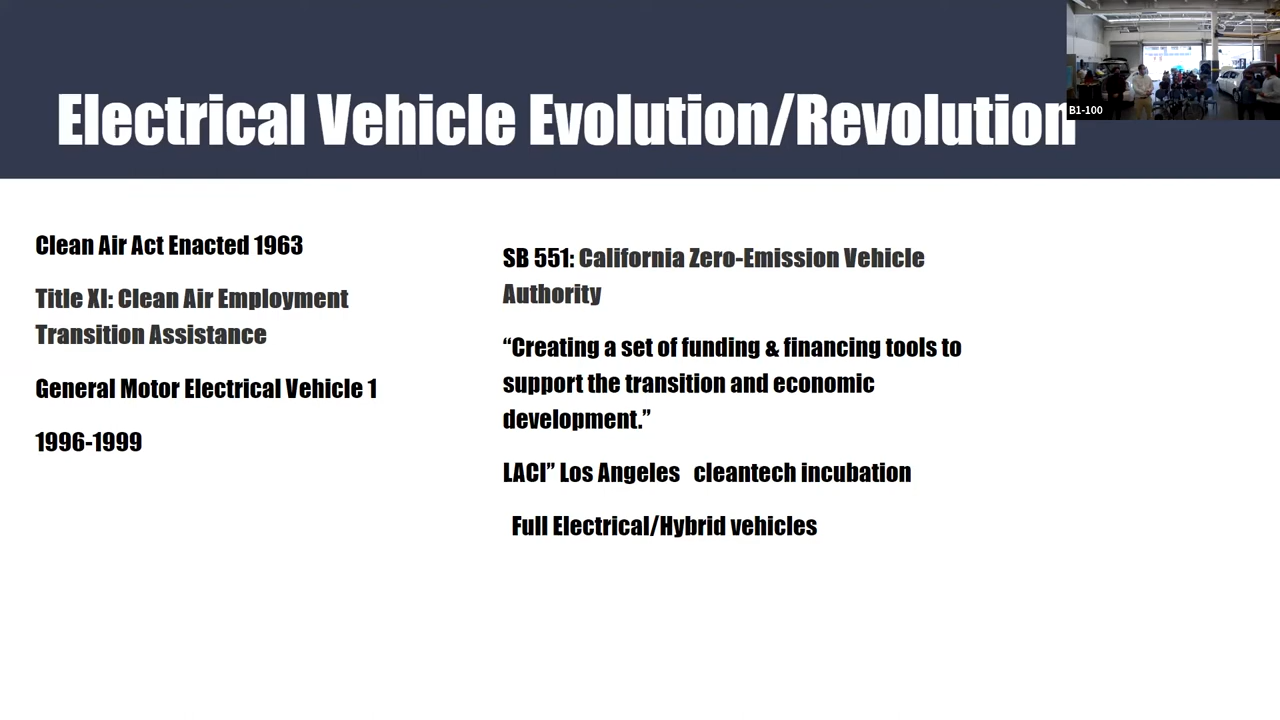 Electrical Vehicle Evolution/Revolution
B1-100
Clean Air Act Enacted 1963
Title XI: Clean Air Employment
Transition Assistance
General Motor Electrical Vehicle 1
1996-1999
SB 551: California Zero-Emission Vehicle
Authority
“Creating a set of funding & financing tools to
support the transition and economic
development.”
LACI” Los Angeles cleantech incubation
Full Electrical/Hybrid vehicles